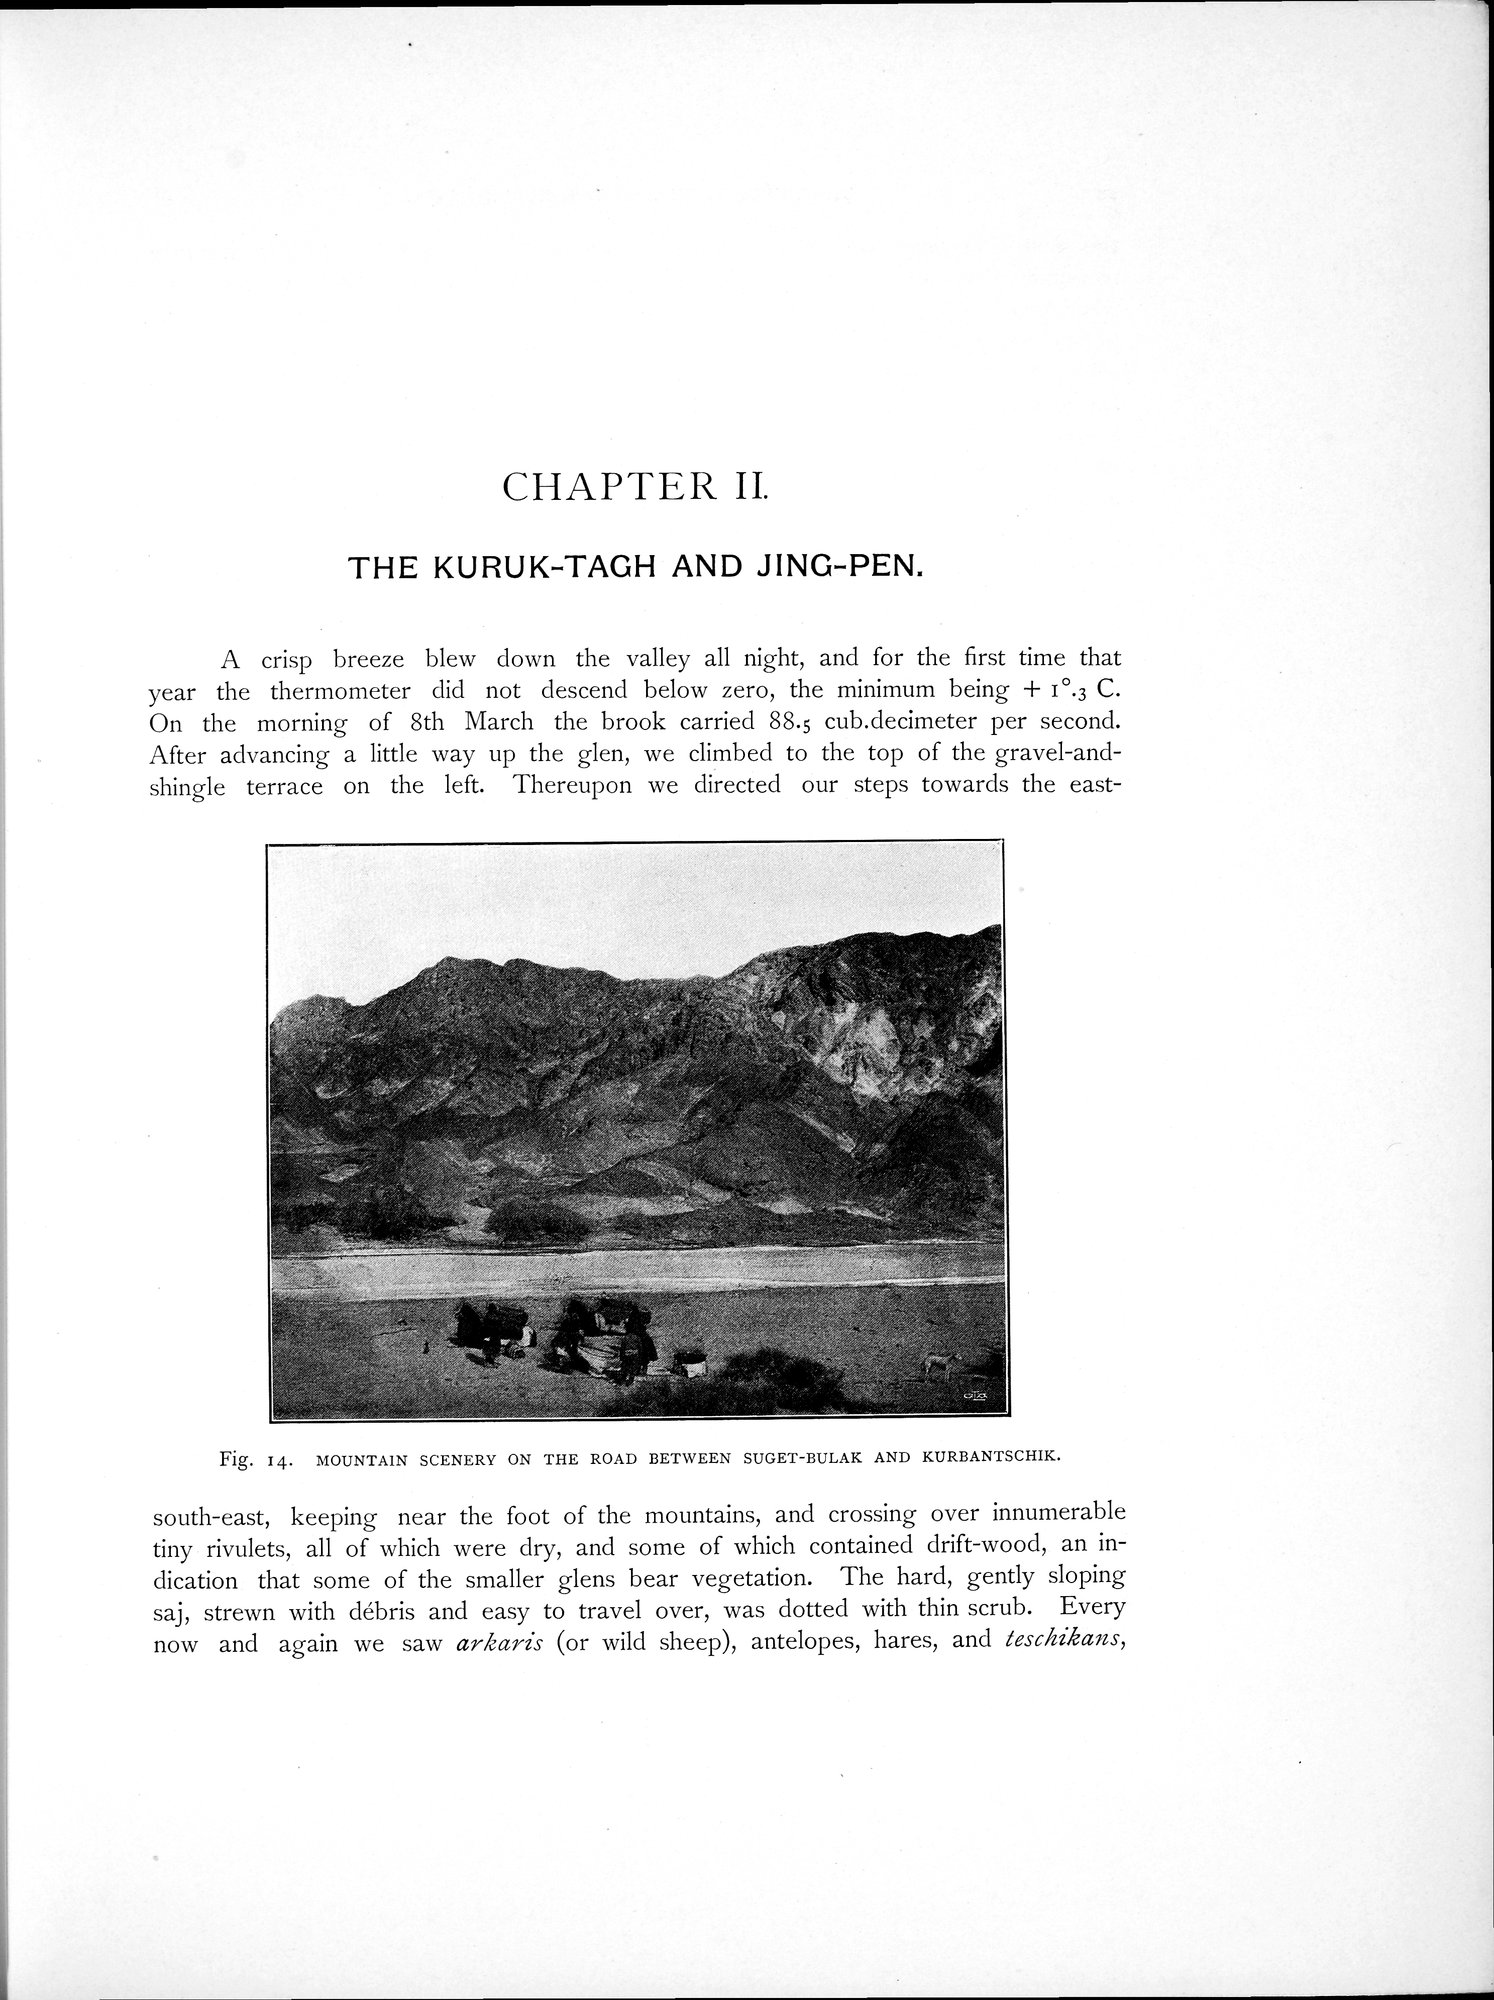 CHAPTER II.
THE KURUK-TAGH AND JING-PEN.
A crisp breeze blew down the valley all night, and for the first time that
year the thermometer did not descend below zero, the minimum being + 1°.3 C.
On the morning of 8th March the brook carried 88.5 cub.decimeter per second.
After advancing a little way up the glen, we climbed to the top of the gravel-and-
shingle terrace on the left. Thereupon we directed our steps towards the east-
Fig. 14. MOUNTAIN SCENERY ON THE ROAD BETWEEN SUGET-BULAK AND KURBANTSCHIK.
south-east, keeping near the foot of the mountains, and crossing over innumerable
tiny rivulets, all of which were dry, and some of which contained drift-wood, an in-
dication that some of the smaller glens bear vegetation. The hard, gently sloping
saj, strewn with débris and easy to travel over, was dotted with thin scrub. Every
now and again we saw arkaris (or wild sheep), antelopes, hares, and teschikans,